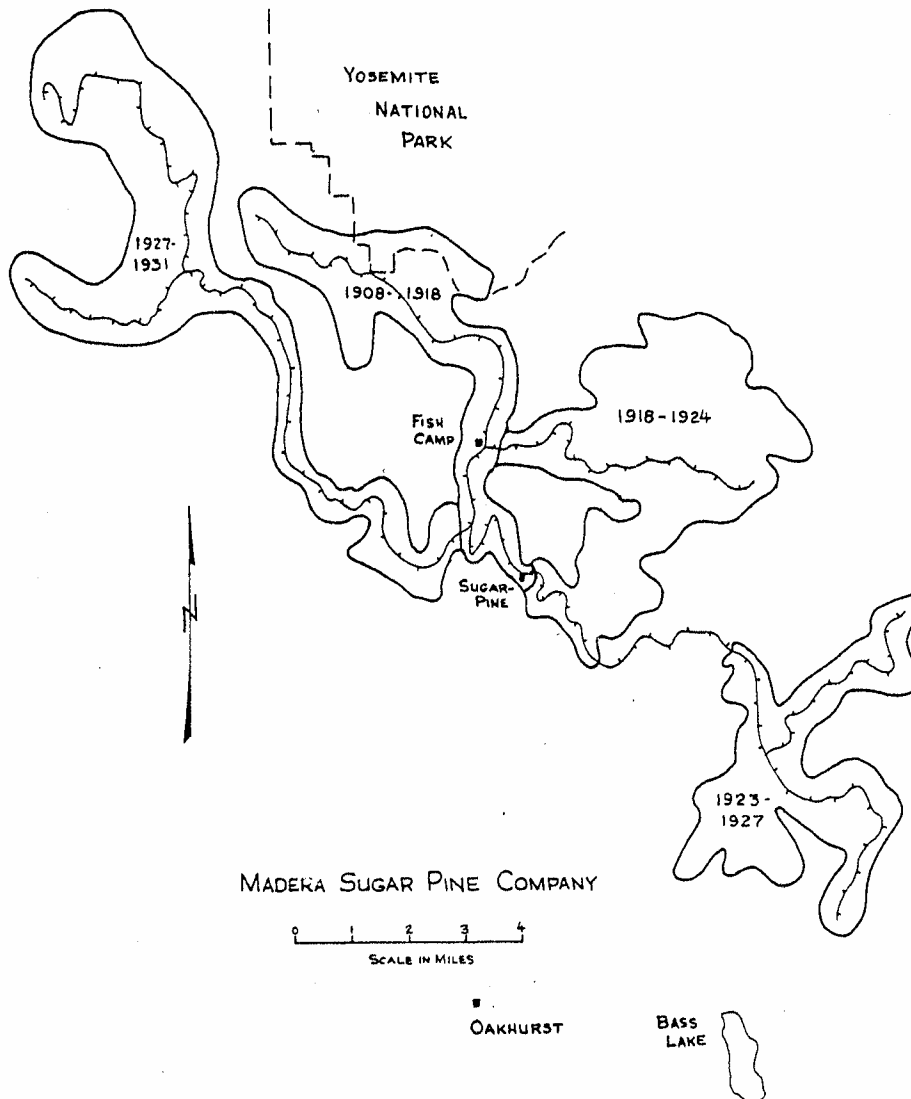 YOSEMITE
NATIONAL
PARK
1927-
1931
1908-1918
FISH
CAMP
1918-1924
SUGAR-
PINE
N
1923-
1927
MADERA SUGAR PINE COMPANY
0 1 2 3 4
SCALE IN MILES
OAKHURST
BASS
LAKE